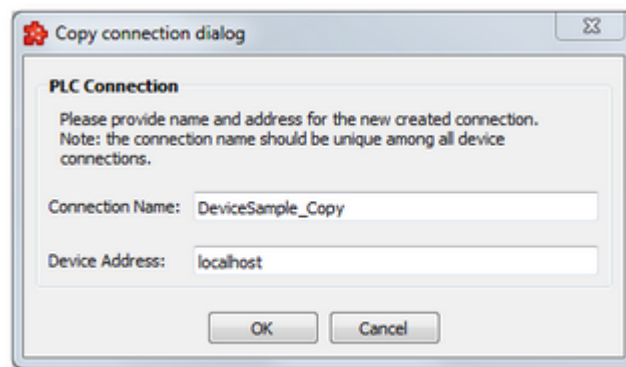 Copy connection dialog
PLC Connection
Please provide name and address for the new created connection.
Note: the connection name should be unique among all device
connections.
Connection Name: DeviceSample_Copy
Device Address: localhost
OK Cancel